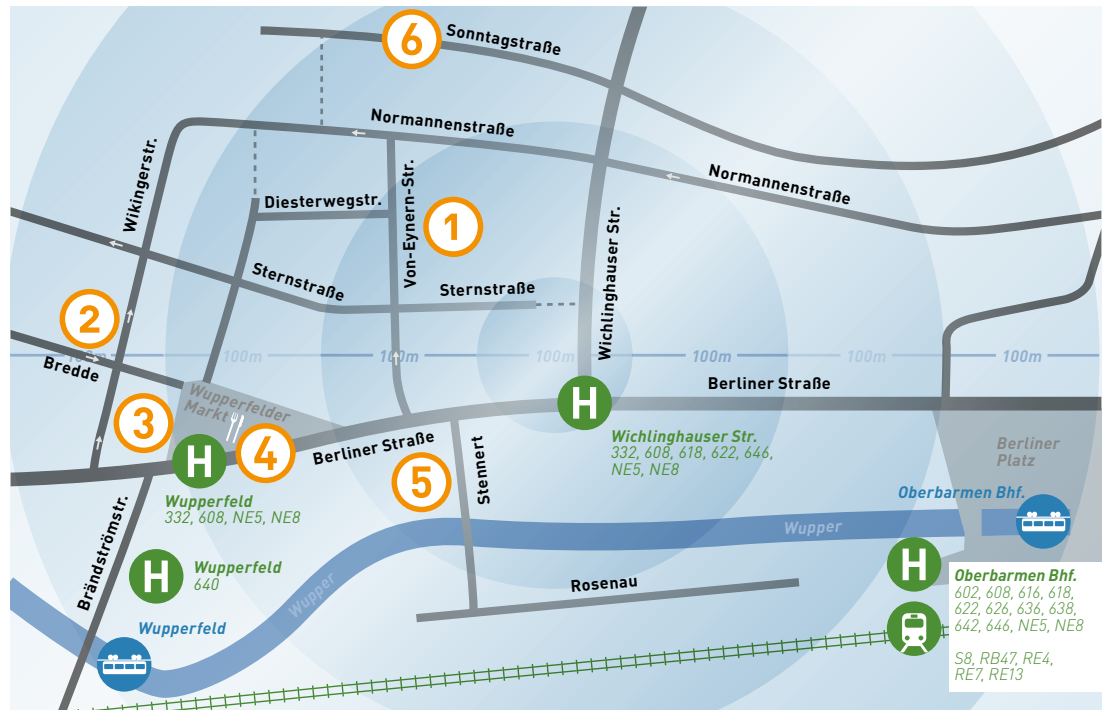 6
Sonntagstraße
Normannenstraße
Normannenstraße
Wikingerstr.
Diesterwegstr.
Von-Eynern-Str.
1
Wichlinghauser Str.
Sternstraße
Sternstraße
2
100m
100m
100m
100m
100m
100m
100m
Bredde
Berliner Straße
Wupperfelder
Markt
3
4
H
H
Berliner Straße
Wichlinghauser Str.
332, 608, 618, 622, 646,
NE5, NE8
Berliner
Platz
5
Stennert
Wupperfeld
332, 608, NE5, NE8
Oberbarmen Bhf.
Wupper
Brändströmstr.
H
Wupperfeld
640
Wupper
Rosenau
H
Oberbarmen Bhf.
602, 608, 616, 618,
622, 626, 636, 638,
642, 646, NE5, NE8
S8, RB47, RE4,
RE7, RE13
Wupperfeld